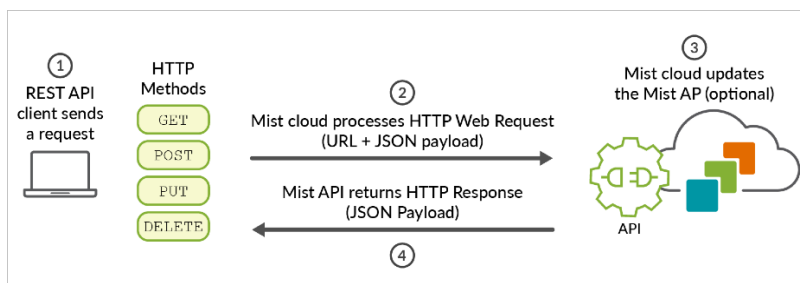 1
REST API
client sends
a request
HTTP
Methods
GET
POST
PUT
DELETE
2
Mist cloud processes HTTP Web Request
(URL + JSON payload)
Mist API returns HTTP Response
(JSON Payload)
4
3
Mist cloud updates
the Mist AP (optional)
API